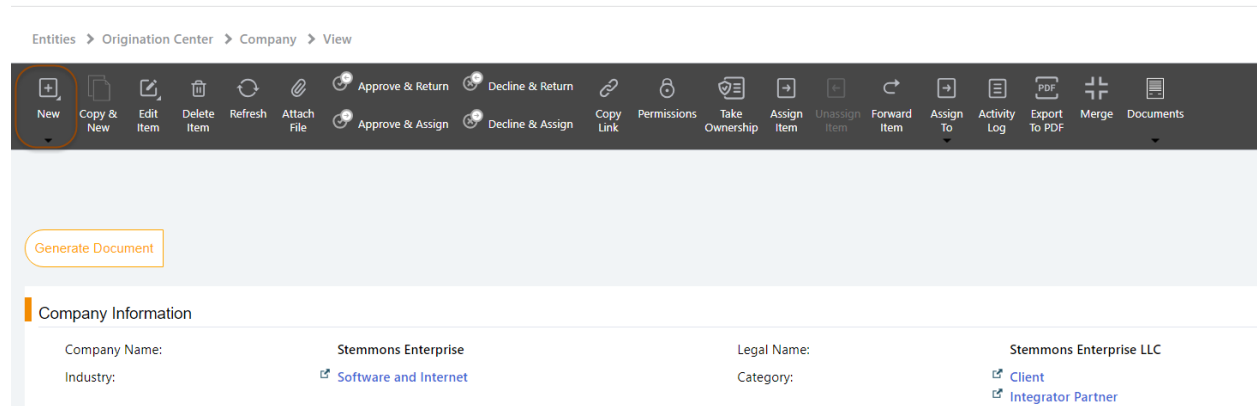 Entities > Origination Center > Company > View
New
Copy & New
Edit Item
Delete Item
Refresh
Attach File
Approve & Return
Decline & Return
Approve & Assign
Decline & Assign
Copy Link
Permissions
Take Ownership
Assign Item
Unassign Item
Forward Item
Assign To
Activity Log
PDF
Export To PDF
Merge
Documents
Generate Document
Company Information
Company Name: Stemmons Enterprise Legal Name: Stemmons Enterprise LLC
Industry: Software and Internet Category: Client
Integrator Partner